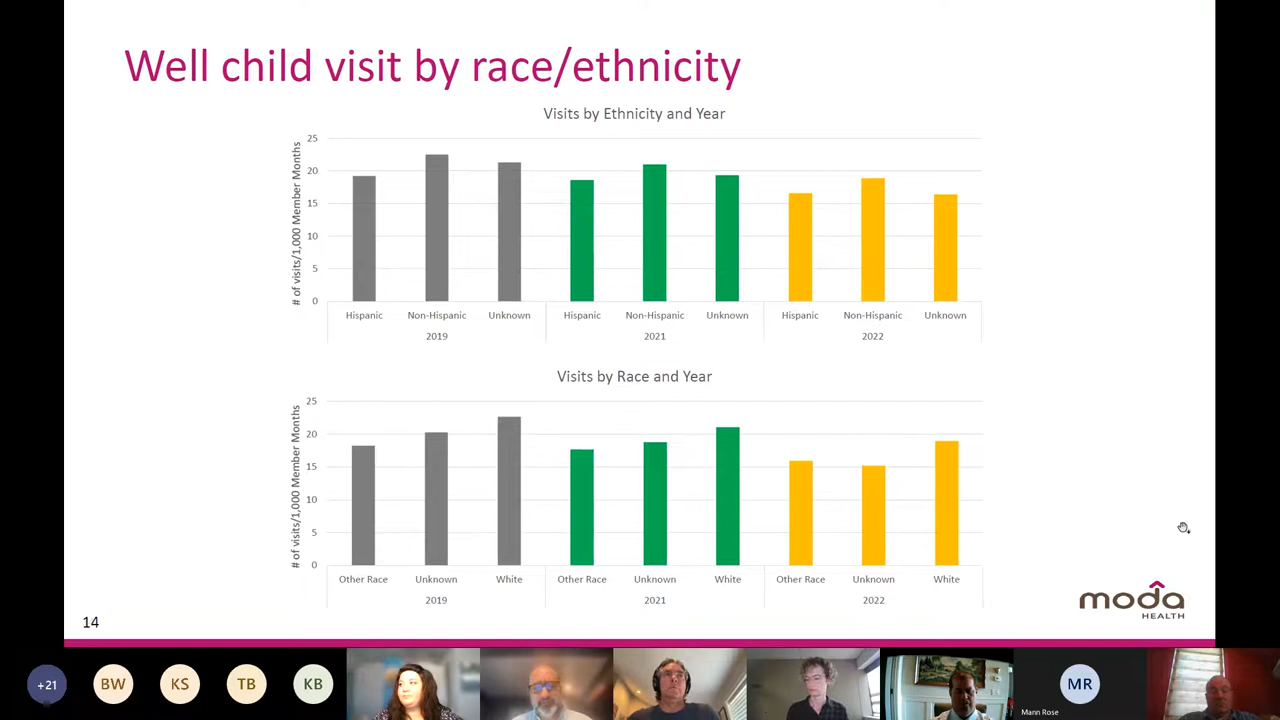 Well child visit by race/ethnicity
Visits by Ethnicity and Year
# of visits/1,000 Member Months
25
20
15
10
5
0
Hispanic Non-Hispanic Unknown Hispanic Non-Hispanic Unknown Hispanic Non-Hispanic Unknown
2019 2021 2022
Visits by Race and Year
# of visits/1,000 Member Months
25
20
15
10
5
0
Other Race Unknown White Other Race Unknown White Other Race Unknown White
2019 2021 2022
moda
HEALTH
14
+21 BW KS TB KB MR
Mann Rose